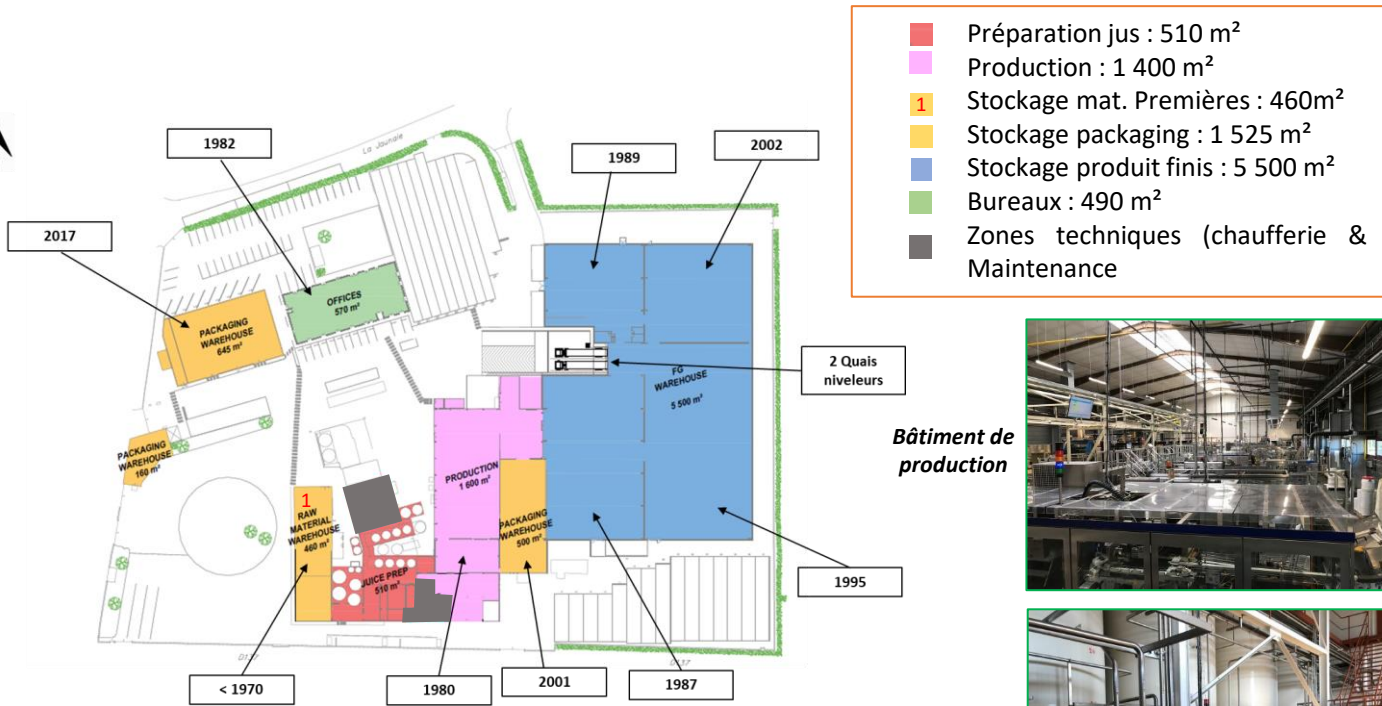 Préparation jus : 510 m²
Production : 1 400 m²
1
Stockage mat. Premières : 460m²
Stockage packaging : 1 525 m²
Stockage produit finis : 5 500 m²
Bureaux : 490 m²
Zones techniques (chaufferie &
Maintenance
1982
1989
2002
2017
La Jaunaie
OFFICES
570 m²
PACKAGING
WAREHOUSE
645 m²
2 Quais
niveleurs
FG
WAREHOUSE
5 500 m²
Bâtiment de
production
PACKAGING
WAREHOUSE
160 m²
PRODUCTION
1 600 m²
1
RAW
MATERIAL
WAREHOUSE
460 m²
PACKAGING
WAREHOUSE
500 m²
JUICE PREP
510 m²
1995
D137
D137
< 1970
1980
2001
1987